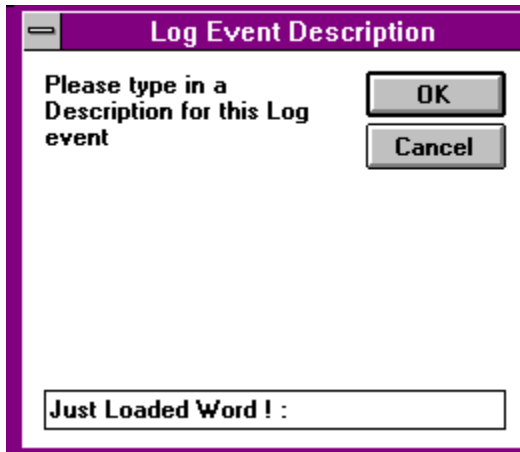 Log Event Description
Please type in a
Description for this Log
event
OK
Cancel
Just Loaded Word ! :